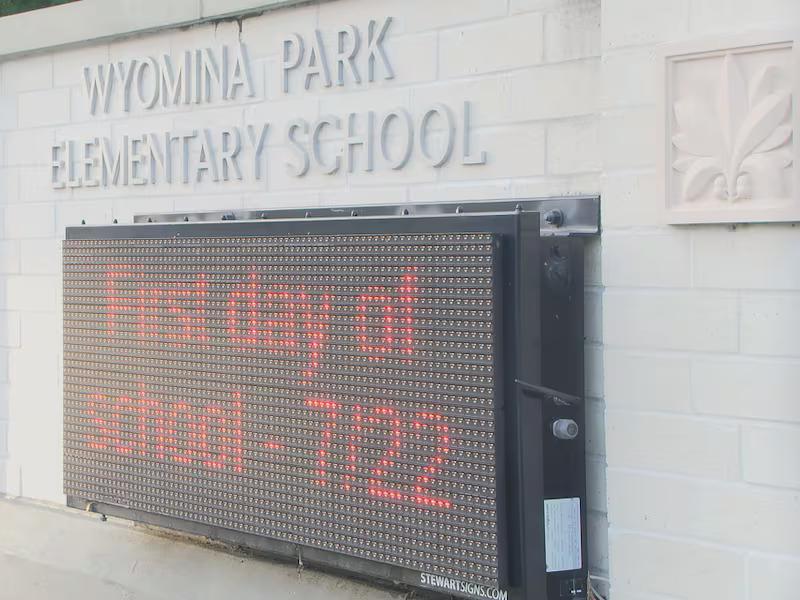 WYOMINA PARK
ELEMENTARY SCHOOL
First day of
school - 7/22
STEWARTSIGNS.COM